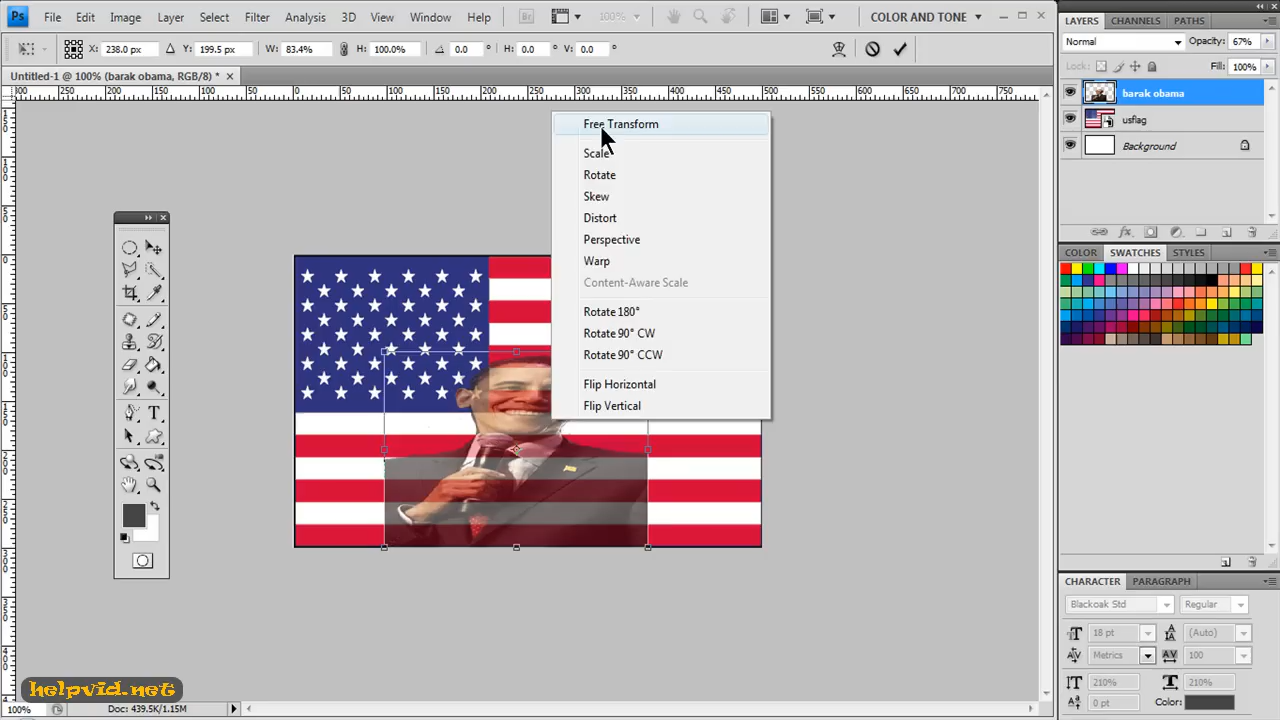 Ps File Edit Image Layer Select Filter Analysis 3D View Window Help Br 100% COLOR AND TONE
X: 238.0 px Y: 199.5 px W: 83.4% H: 100.0% 0.0 ° H: 0.0 ° V: 0.0 °
Untitled-1 @ 100% (barak obama, RGB/8) *
Free Transform
Scale
Rotate
Skew
Distort
Perspective
Warp
Content-Aware Scale
Rotate 180°
Rotate 90° CW
Rotate 90° CCW
Flip Horizontal
Flip Vertical
LAYERS CHANNELS PATHS
Normal Opacity: 67%
Lock: Fill: 100%
barak obama
usflag
Background
COLOR SWATCHES STYLES
CHARACTER PARAGRAPH
Blackoak Std Regular
18 pt (Auto)
Metrics 100
210% 210%
0 pt Color:
helpvid.net
100% Doc: 439.5K/1.15M